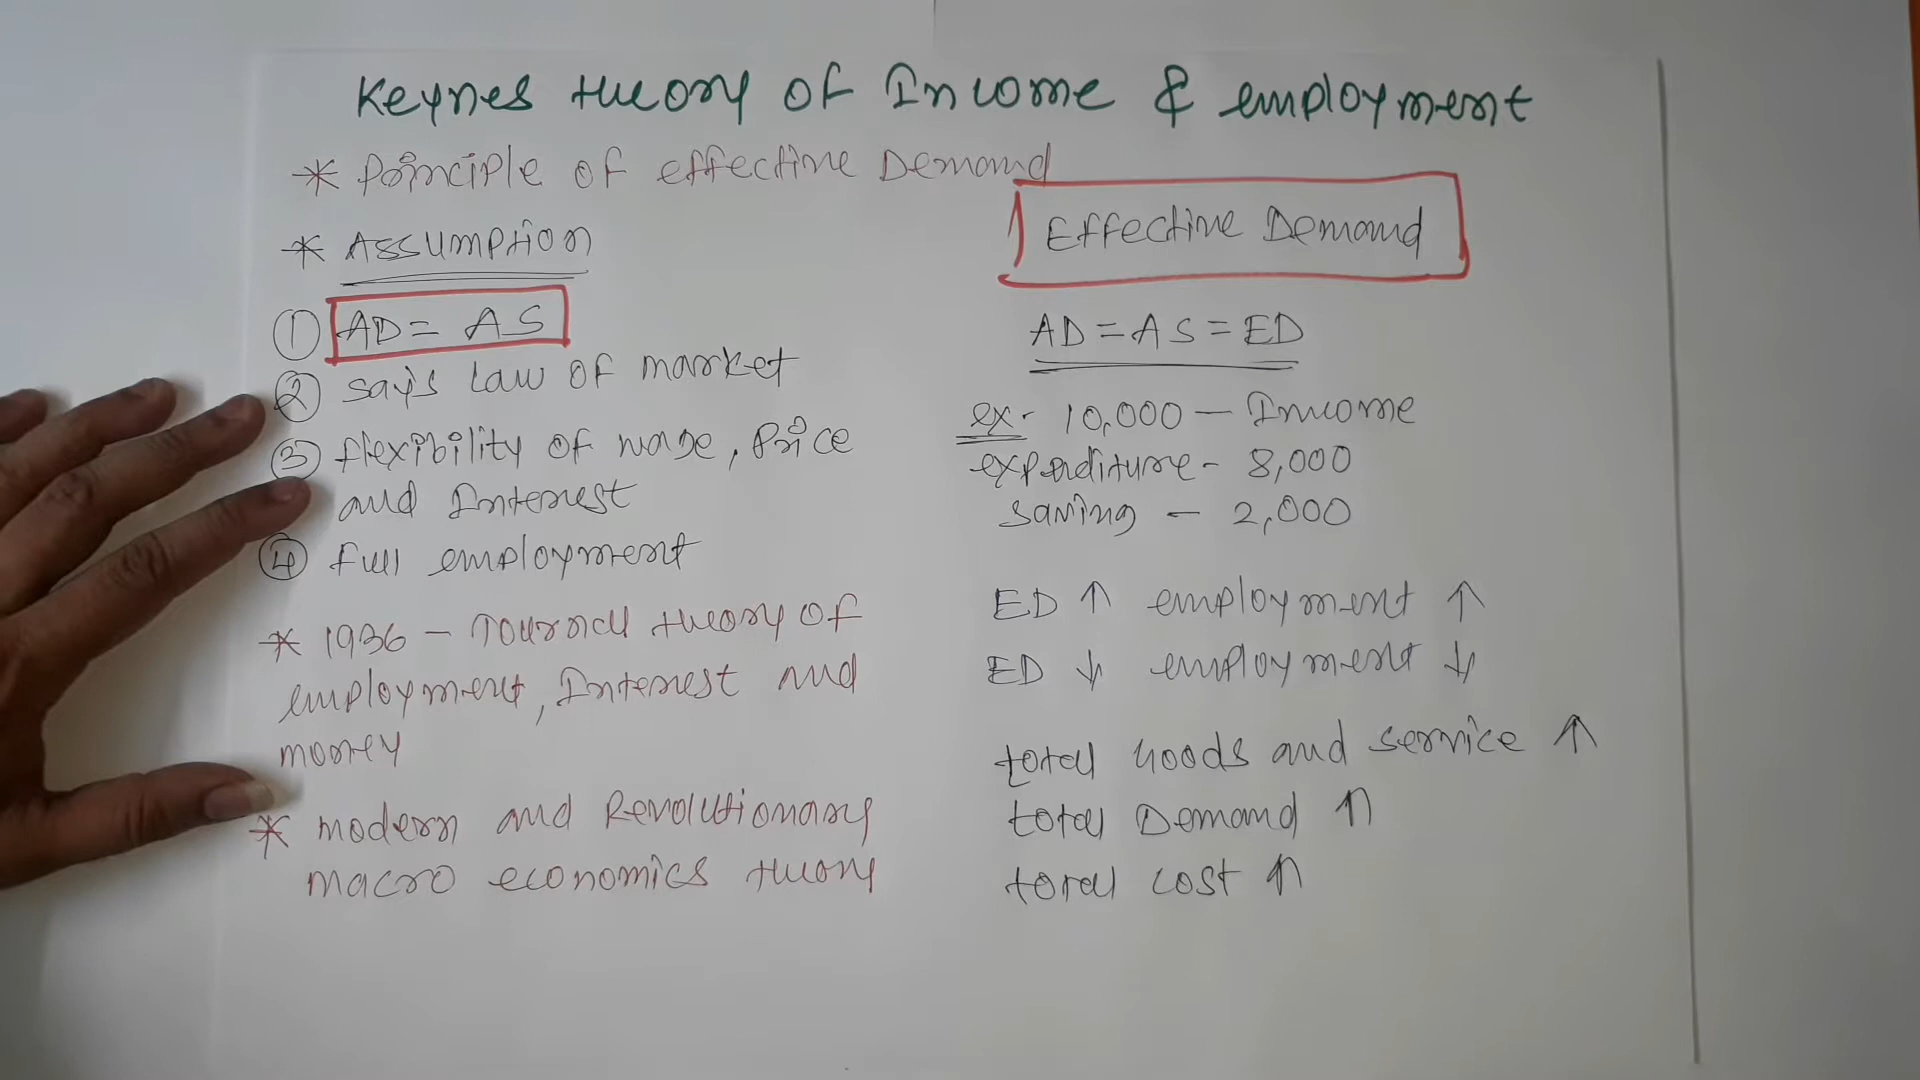 Keynes theory of Income & employment
* Principle of effective Demand
* Assumption
① AD = AS
② say's Law of market
③ flexibility of wage, Price
and Interest
④ full employment
* 1936 - Journal theory of
employment, Interest and
money
* modern and Revolutionary
macro economics theory
Effective Demand
AD = AS = ED
ex. 10,000 - Income
expenditure - 8,000
saving - 2,000
ED ↑ employment ↑
ED ↓ employment ↓
total goods and service ↑
total Demand ↑
total cost ↑